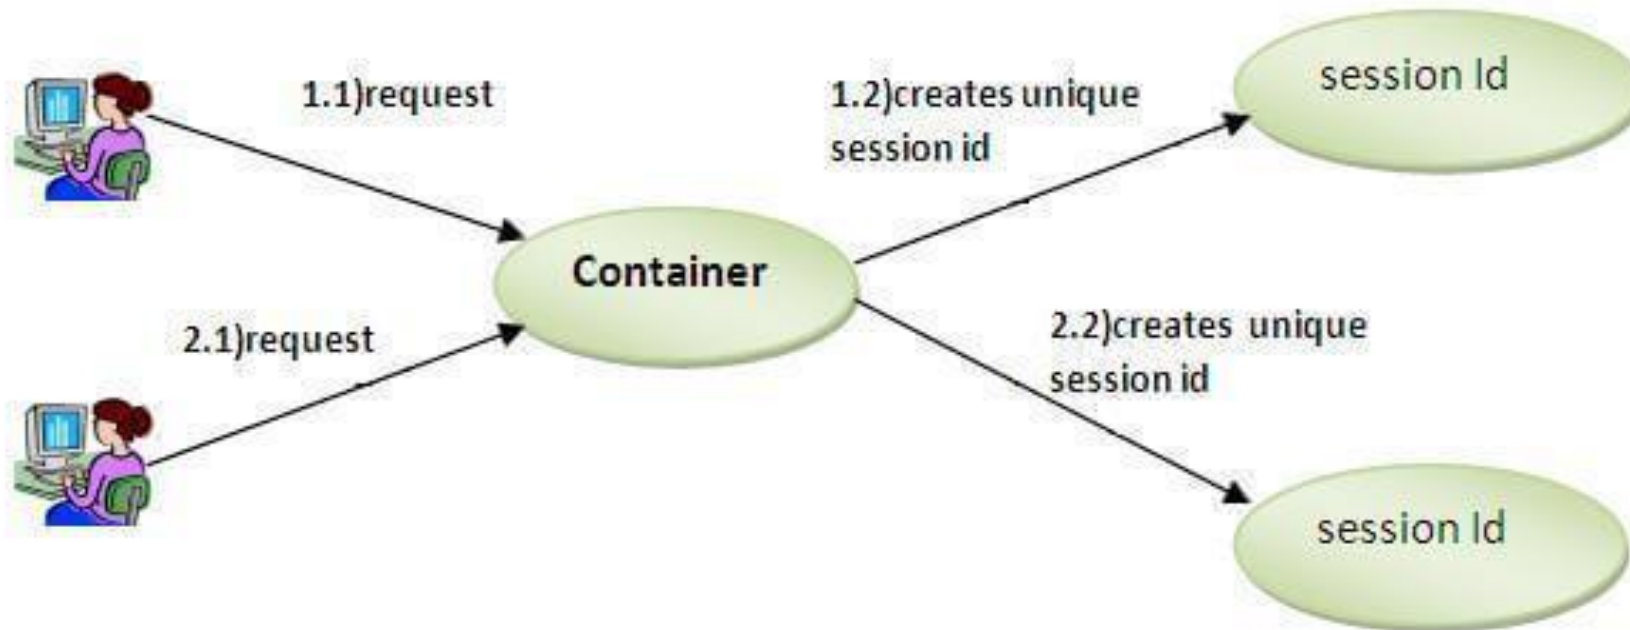 1.1)request
1.2)creates unique
session id
session Id
Container
2.1)request
2.2)creates unique
session id
session Id